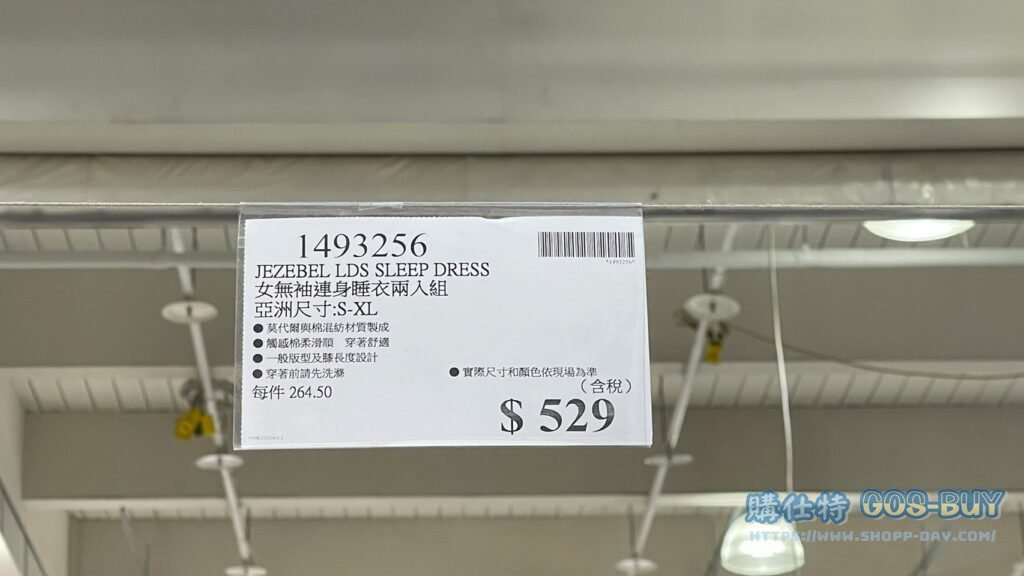 1493256
*1493256*
JEZEBEL LDS SLEEP DRESS
女無袖連身睡衣兩入組
亞洲尺寸:S-XL
● 莫代爾與棉混紡材質製成
● 觸感棉柔滑順 穿著舒適
● 一般版型及膝長度設計
● 穿著前請先洗滌
● 實際尺寸和顏色依現場為準
每件 264.50
（含稅）
$ 529
購仕特 GOS-BUY
HTTPS://WWW.SHOPP-DAY.COM/